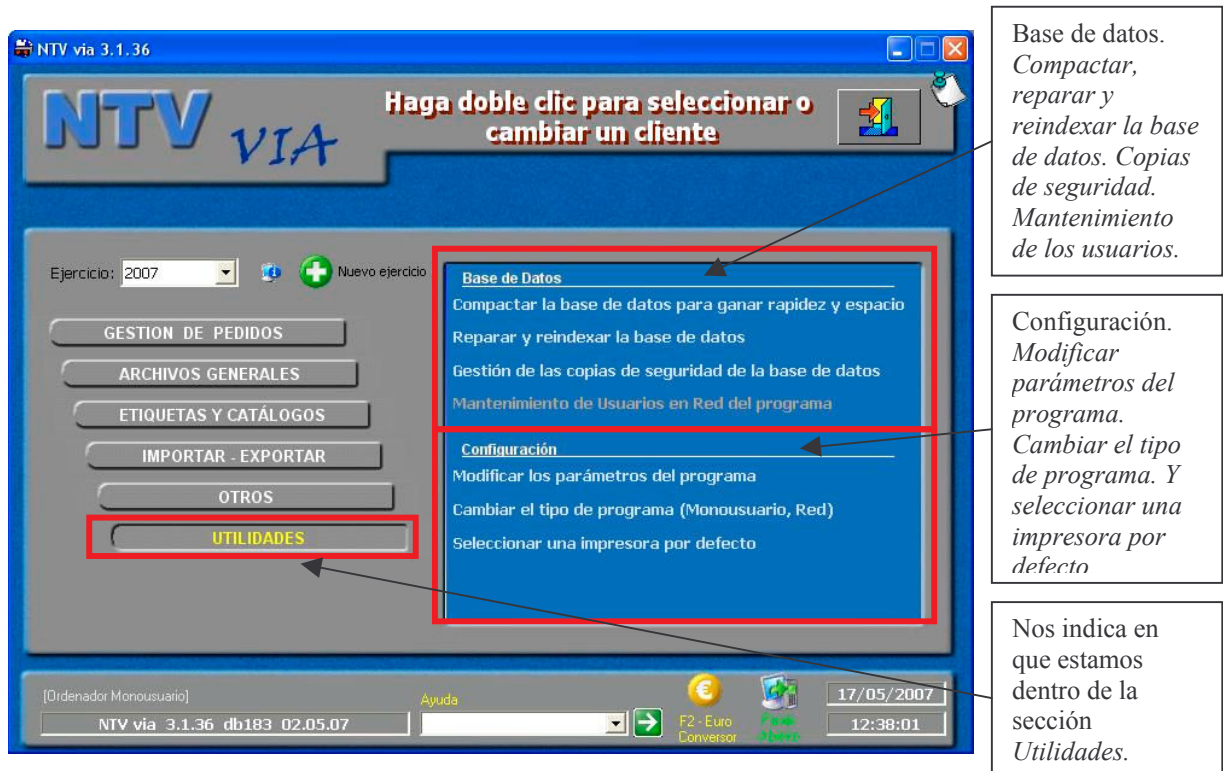 NTV via 3.1.36
NTV VIA
Haga doble clic para seleccionar o
cambiar un cliente
Ejercicio: 2007
Nuevo ejercicio
GESTION DE PEDIDOS
ARCHIVOS GENERALES
ETIQUETAS Y CATÁLOGOS
IMPORTAR - EXPORTAR
OTROS
UTILIDADES
Base de Datos
Compactar la base de datos para ganar rapidez y espacio
Reparar y reindexar la base de datos
Gestión de las copias de seguridad de la base de datos
Mantenimiento de Usuarios en Red del programa
Configuración
Modificar los parámetros del programa
Cambiar el tipo de programa (Monousuario, Red)
Seleccionar una impresora por defecto
[Ordenador Monousuario]
NTV via 3.1.36 db183 02.05.07
Ayuda
F2 - Euro
Conversor
17/05/2007
12:38:01
Base de datos.
Compactar,
reparar y
reindexar la base
de datos. Copias
de seguridad.
Mantenimiento
de los usuarios.
Configuración.
Modificar
parámetros del
programa.
Cambiar el tipo
de programa. Y
seleccionar una
impresora por
defecto
Nos indica en
que estamos
dentro de la
sección
Utilidades.